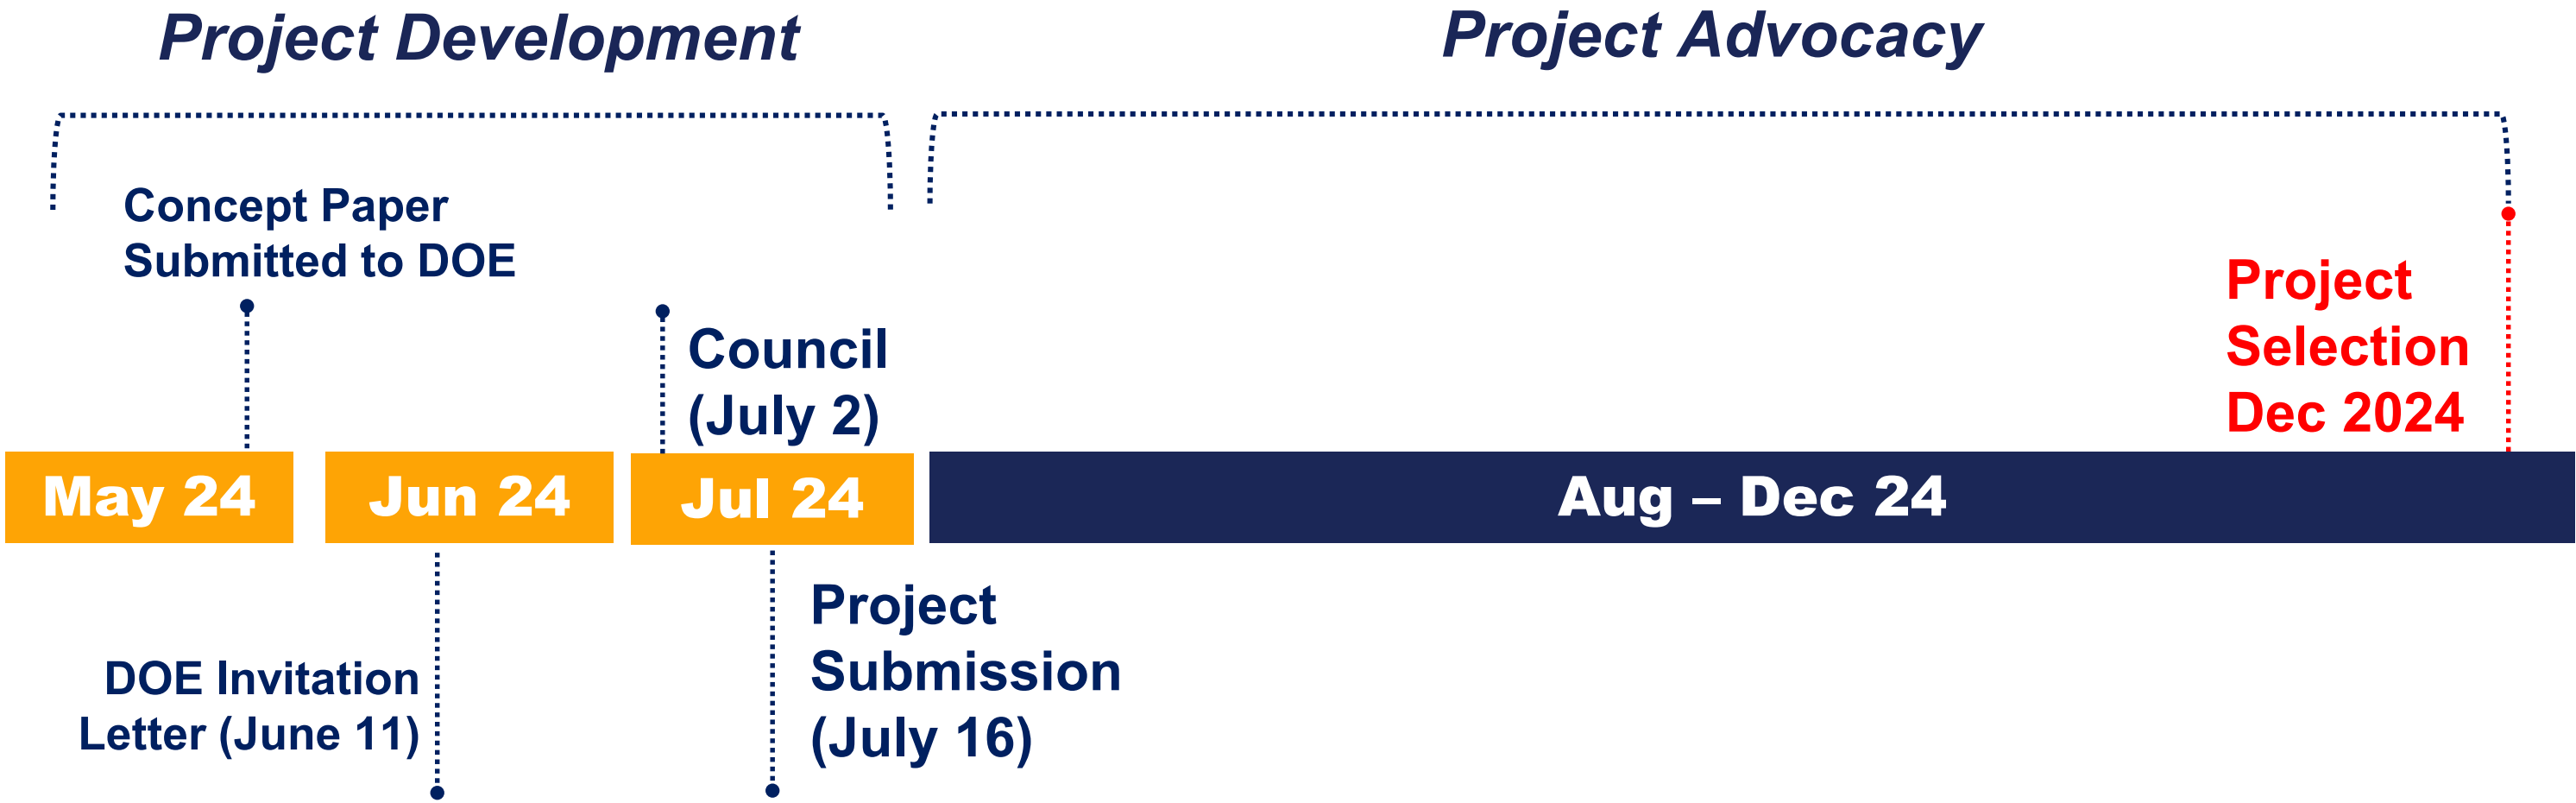 Project Development
Project Advocacy
Concept Paper
Submitted to DOE
Council
(July 2)
Project
Selection
Dec 2024
May 24
Jun 24
Jul 24
Aug – Dec 24
DOE Invitation
Letter (June 11)
Project
Submission
(July 16)